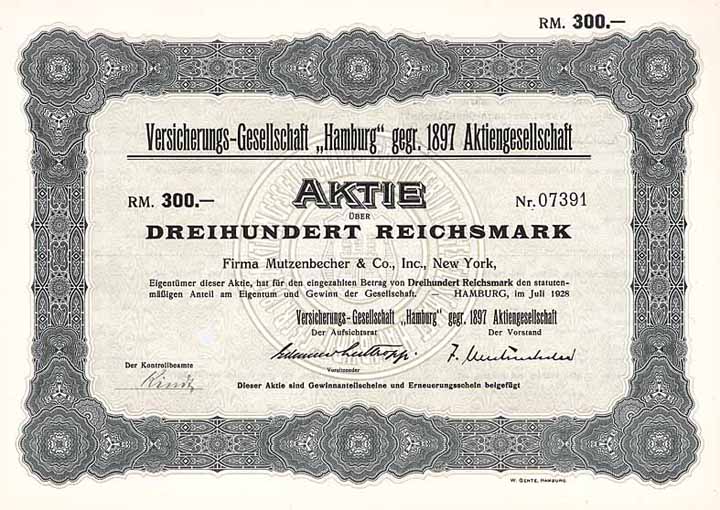 RM. 300.—
Versicherungs-Gesellschaft „Hamburg" gegr. 1897 Aktiengesellschaft
RM. 300.— AKTIE Nr. 07391
ÜBER
DREIHUNDERT REICHSMARK
Firma Mutzenbecher & Co., Inc., New York,
Eigentümer dieser Aktie, hat für den eingezahlten Betrag von Dreihundert Reichsmark den statuten-
mäßigen Anteil am Eigentum und Gewinn der Gesellschaft. HAMBURG, im Juli 1928
Versicherungs-Gesellschaft „Hamburg" gegr. 1897 Aktiengesellschaft
Der Aufsichtsrat Der Vorstand
Vorsitzender
Der Kontrollbeamte
Dieser Aktie sind Gewinnanteilscheine und Erneuerungsschein beigefügt
W. GENTE, HAMBURG